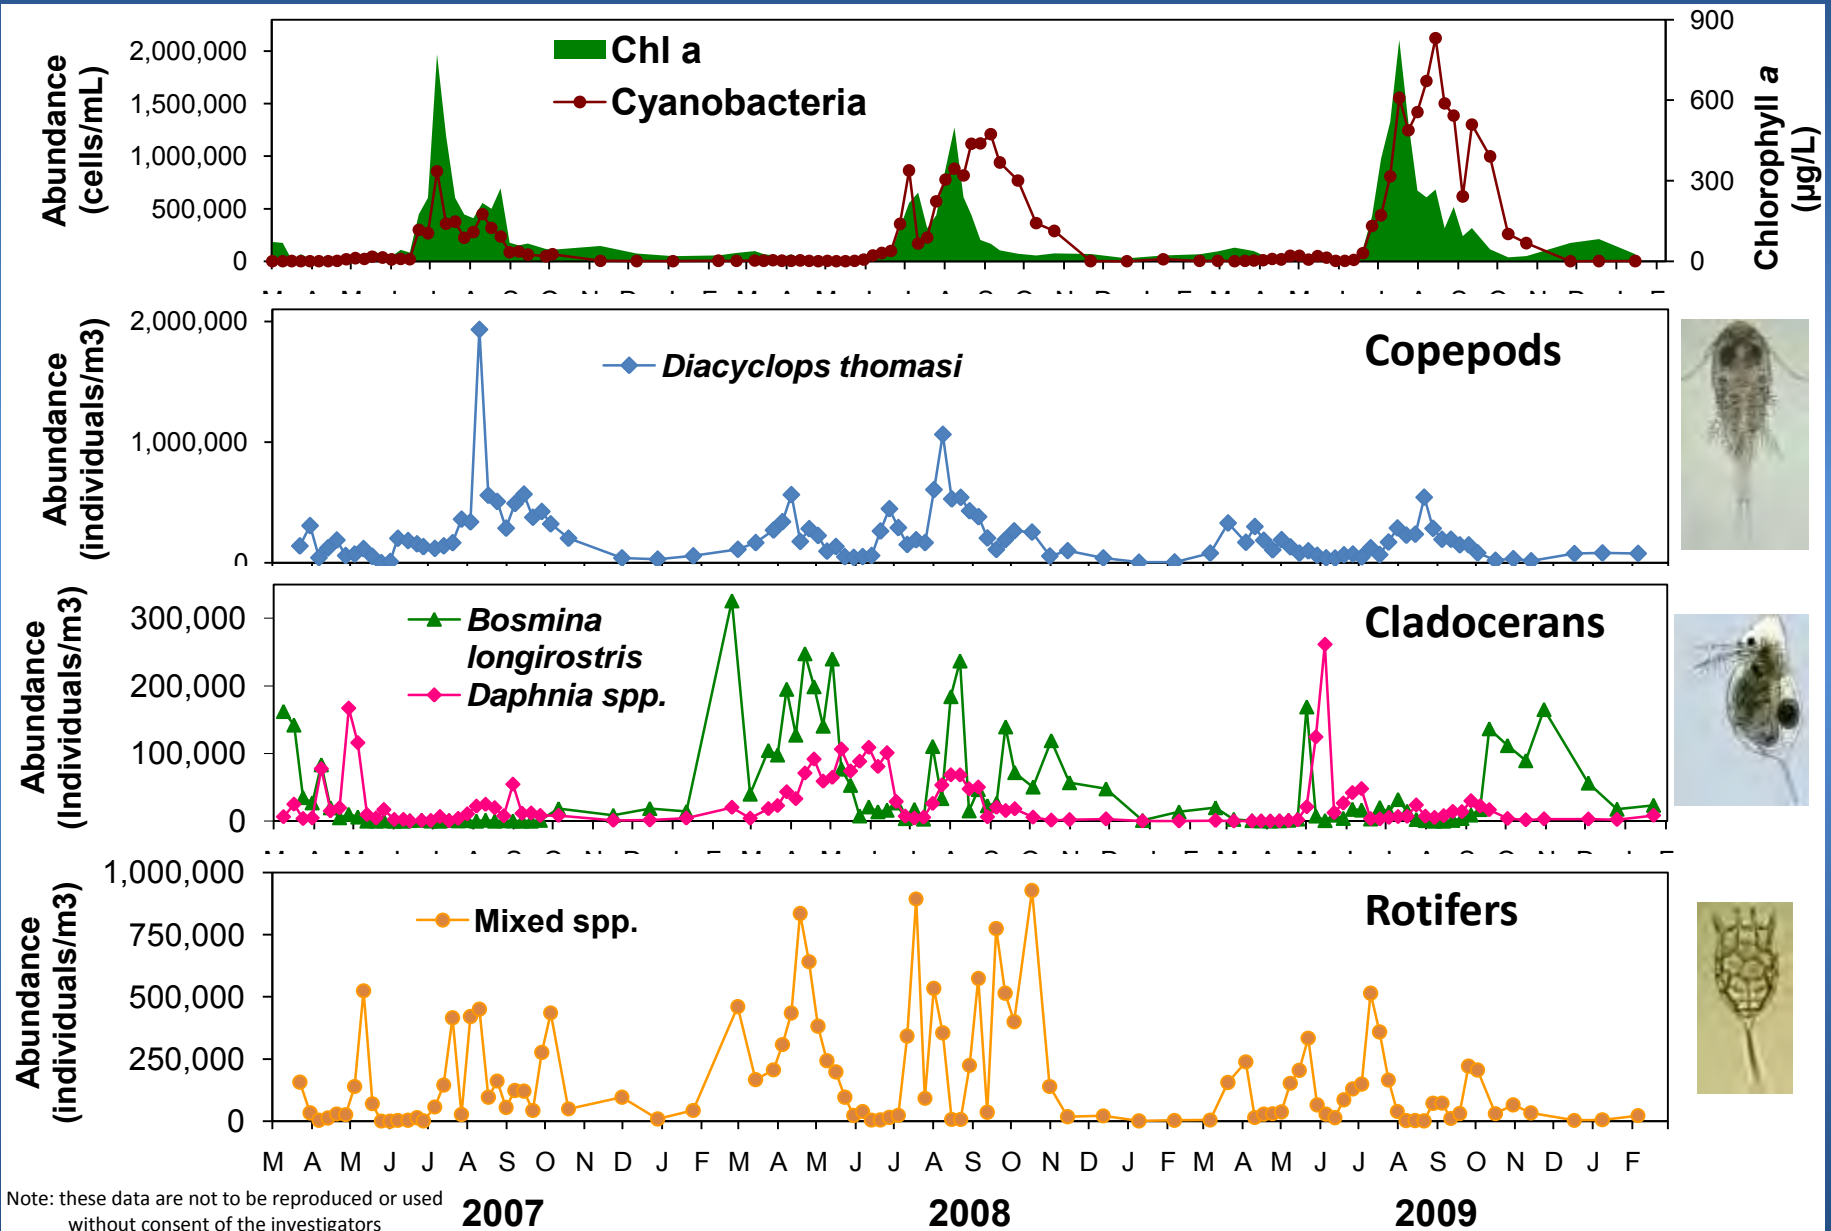 Abundance
(cells/mL)
2,000,000
1,500,000
1,000,000
500,000
0
Chl a
Cyanobacteria
900
600
300
0
Chlorophyll a
(µg/L)
Abundance
(individuals/m3)
2,000,000
1,000,000
0
Diacyclops thomasi
Copepods
Abundance
(Individuals/m3)
300,000
200,000
100,000
0
Bosmina
longirostris
Daphnia spp.
Cladocerans
Abundance
(individuals/m3)
1,000,000
750,000
500,000
250,000
0
Mixed spp.
Rotifers
M A M J J A S O N D J F M A M J J A S O N D J F M A M J J A S O N D J F
2007 2008 2009
Note: these data are not to be reproduced or used
without consent of the investigators